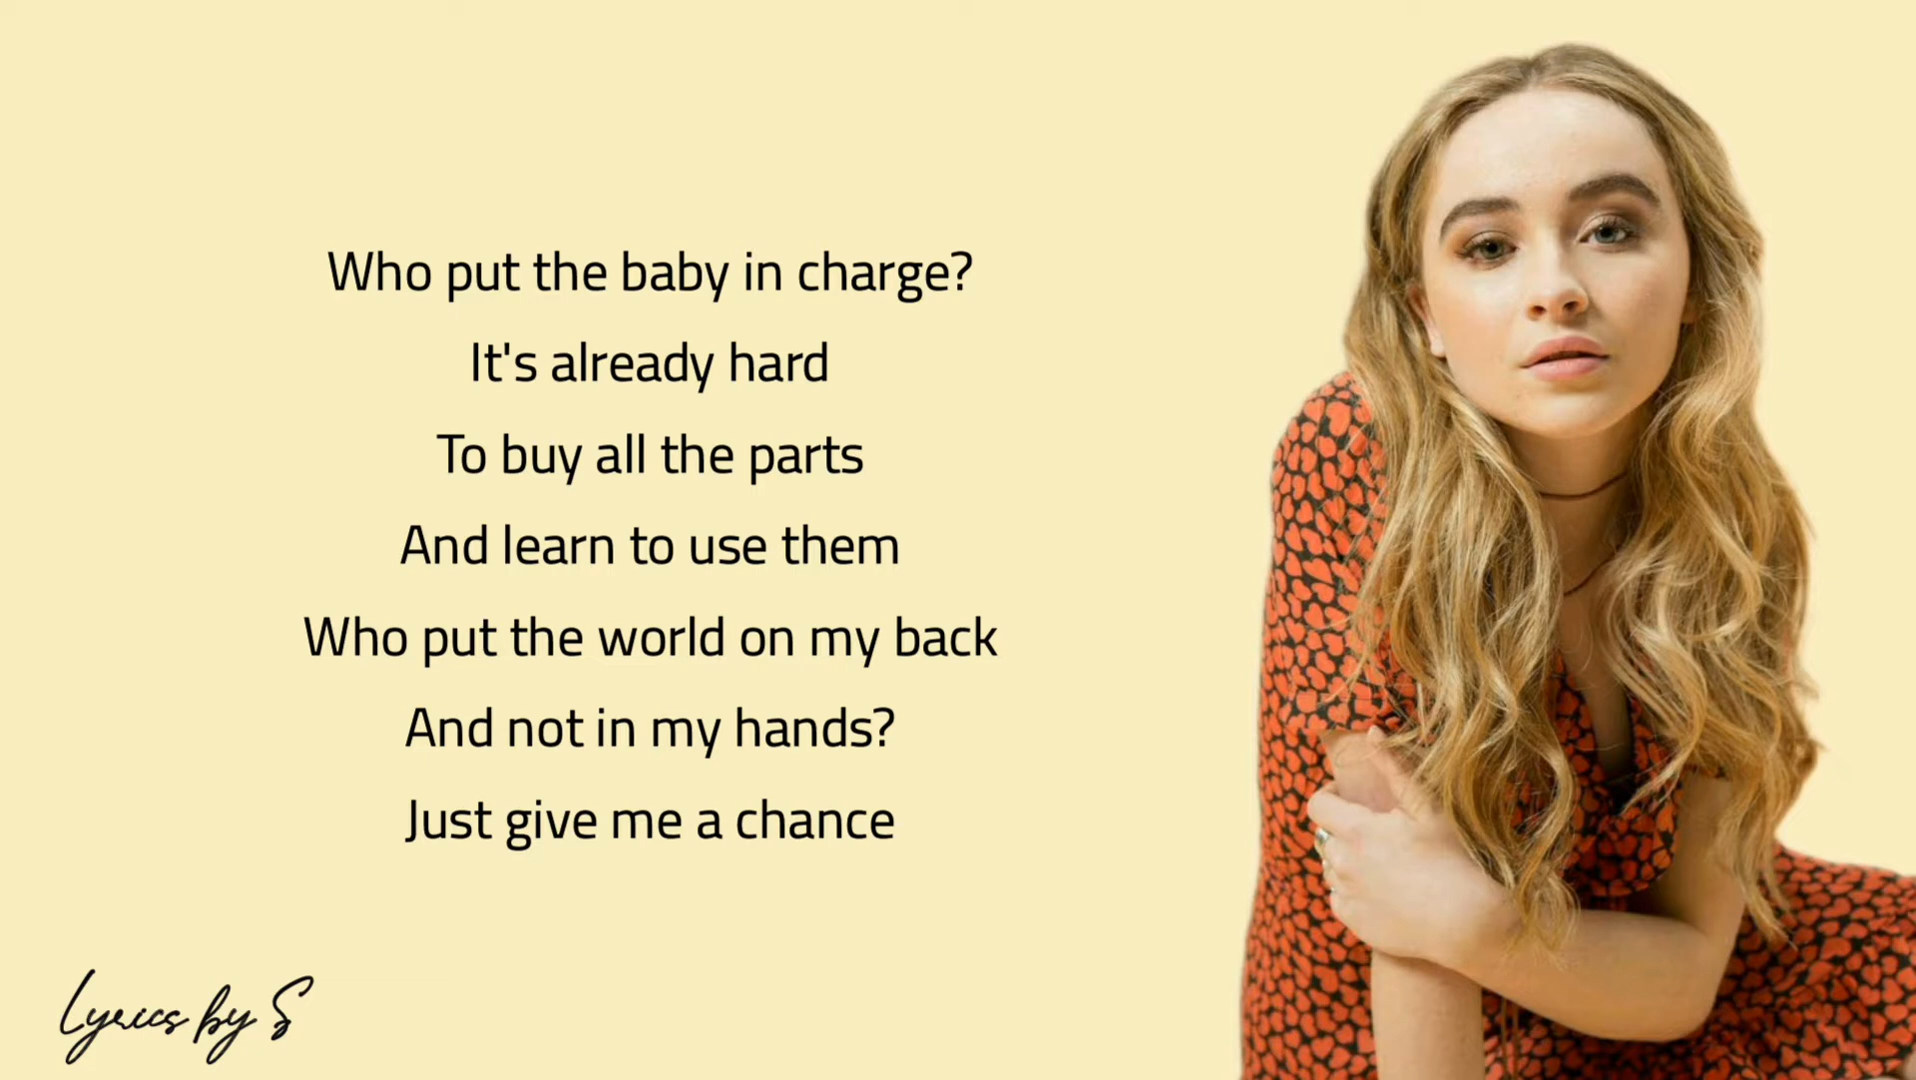 Who put the baby in charge?
It's already hard
To buy all the parts
And learn to use them
Who put the world on my back
And not in my hands?
Just give me a chance
Lyrics by S